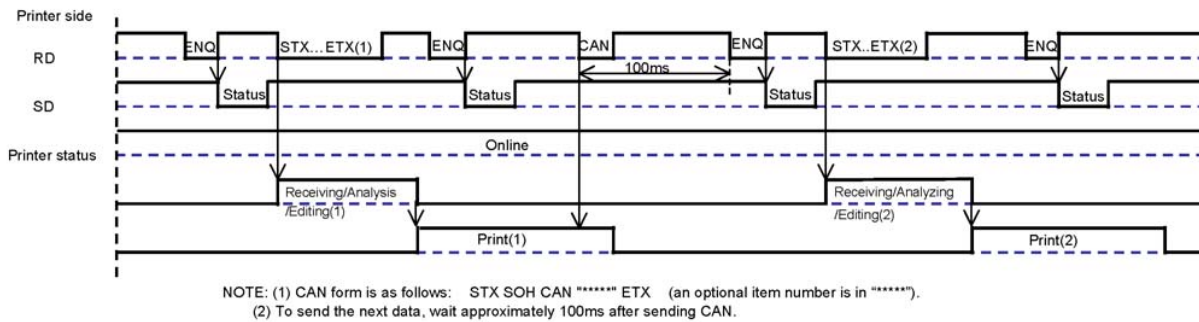 Printer side
RD ENQ STX...ETX(1) ENQ CAN ENQ STX..ETX(2) ENQ
100ms
SD Status Status Status Status
Printer status Online
Receiving/Analysis Receiving/Analyzing
/Editing(1) /Editing(2)
Print(1) Print(2)
NOTE: (1) CAN form is as follows: STX SOH CAN "*****" ETX (an optional item number is in "*****").
(2) To send the next data, wait approximately 100ms after sending CAN.